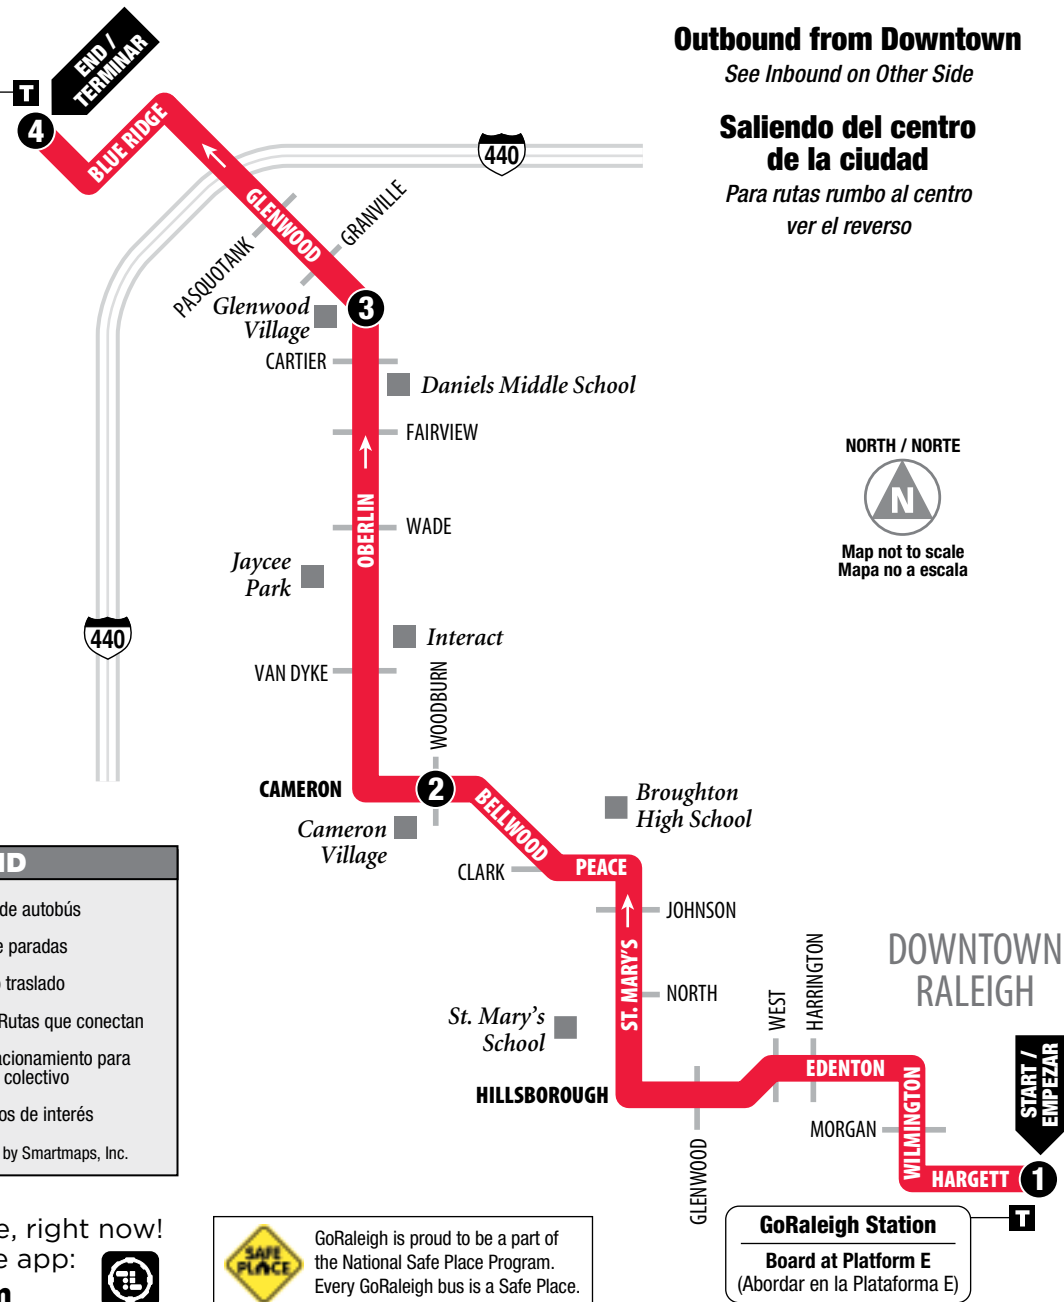 Outbound from Downtown
See Inbound on Other Side
Saliendo del centro
de la ciudad
Para rutas rumbo al centro
ver el reverso
END /
TERMINAR
T
4
BLUE RIDGE
440
GLENWOOD
GRANVILLE
PASQUOTANK
Glenwood
Village
3
CARTIER
Daniels Middle School
FAIRVIEW
NORTH / NORTE
N
Map not to scale
Mapa no a escala
OBERLIN
WADE
Jaycee
Park
440
Interact
VAN DYKE
WOODBURN
CAMERON
2
BELLWOOD
Broughton
High School
Cameron
Village
CLARK
PEACE
JOHNSON
ST. MARY'S
NORTH
St. Mary's
School
WEST
HARRINGTON
DOWNTOWN
RALEIGH
HILLSBOROUGH
EDENTON
START /
EMPEZAR
GLENWOOD
MORGAN
WILMINGTON
HARGETT
1
T
GoRaleigh Station
Board at Platform E
(Abordar en la Plataforma E)
de autobús
paradas
traslado
Rutas que conectan
para
colectivo
de interés
by Smartmaps, Inc.
right now!
app:
SAFE
PLACE
GoRaleigh is proud to be a part of
the National Safe Place Program.
Every GoRaleigh bus is a Safe Place.